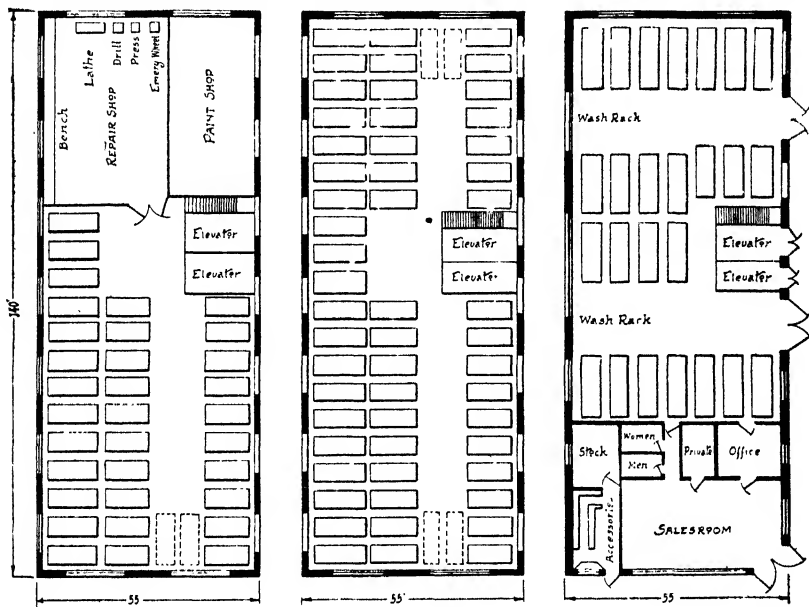 140'
Bench
Lathe
Drill
Press
Emery Wheel
REPAIR SHOP
PAINT SHOP
Elevator
Elevator
55
Elevator
Elevator
55'
Wash Rack
Elevator
Elevator
Wash Rack
Stock
Women
Men
Private
Office
Accessories
SALESROOM
55